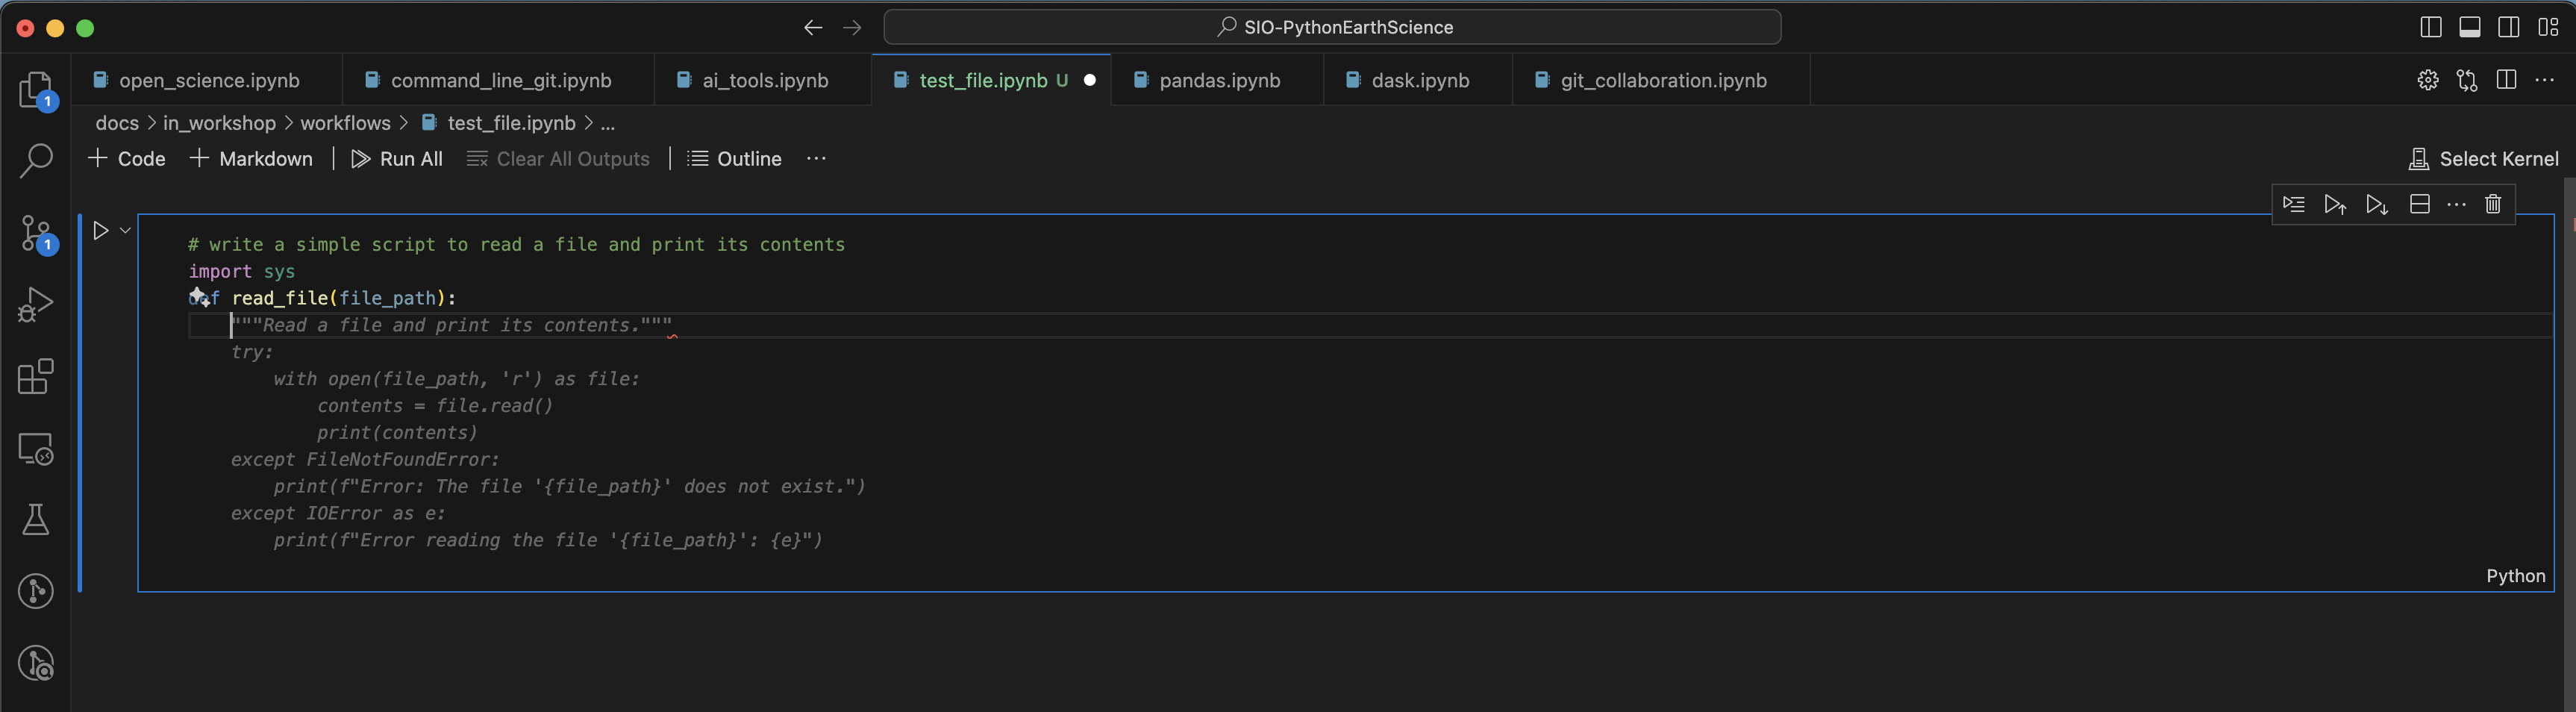 SIO-PythonEarthScience
open_science.ipynb command_line_git.ipynb ai_tools.ipynb test_file.ipynb U pandas.ipynb dask.ipynb git_collaboration.ipynb
1
docs > in_workshop > workflows > test_file.ipynb > ...
+ Code + Markdown | Run All Clear All Outputs | Outline ... Select Kernel
1
# write a simple script to read a file and print its contents
import sys
def read_file(file_path):
    """Read a file and print its contents."""
    try:
        with open(file_path, 'r') as file:
            contents = file.read()
            print(contents)
    except FileNotFoundError:
        print(f"Error: The file '{file_path}' does not exist.")
    except IOError as e:
        print(f"Error reading the file '{file_path}': {e}")
Python